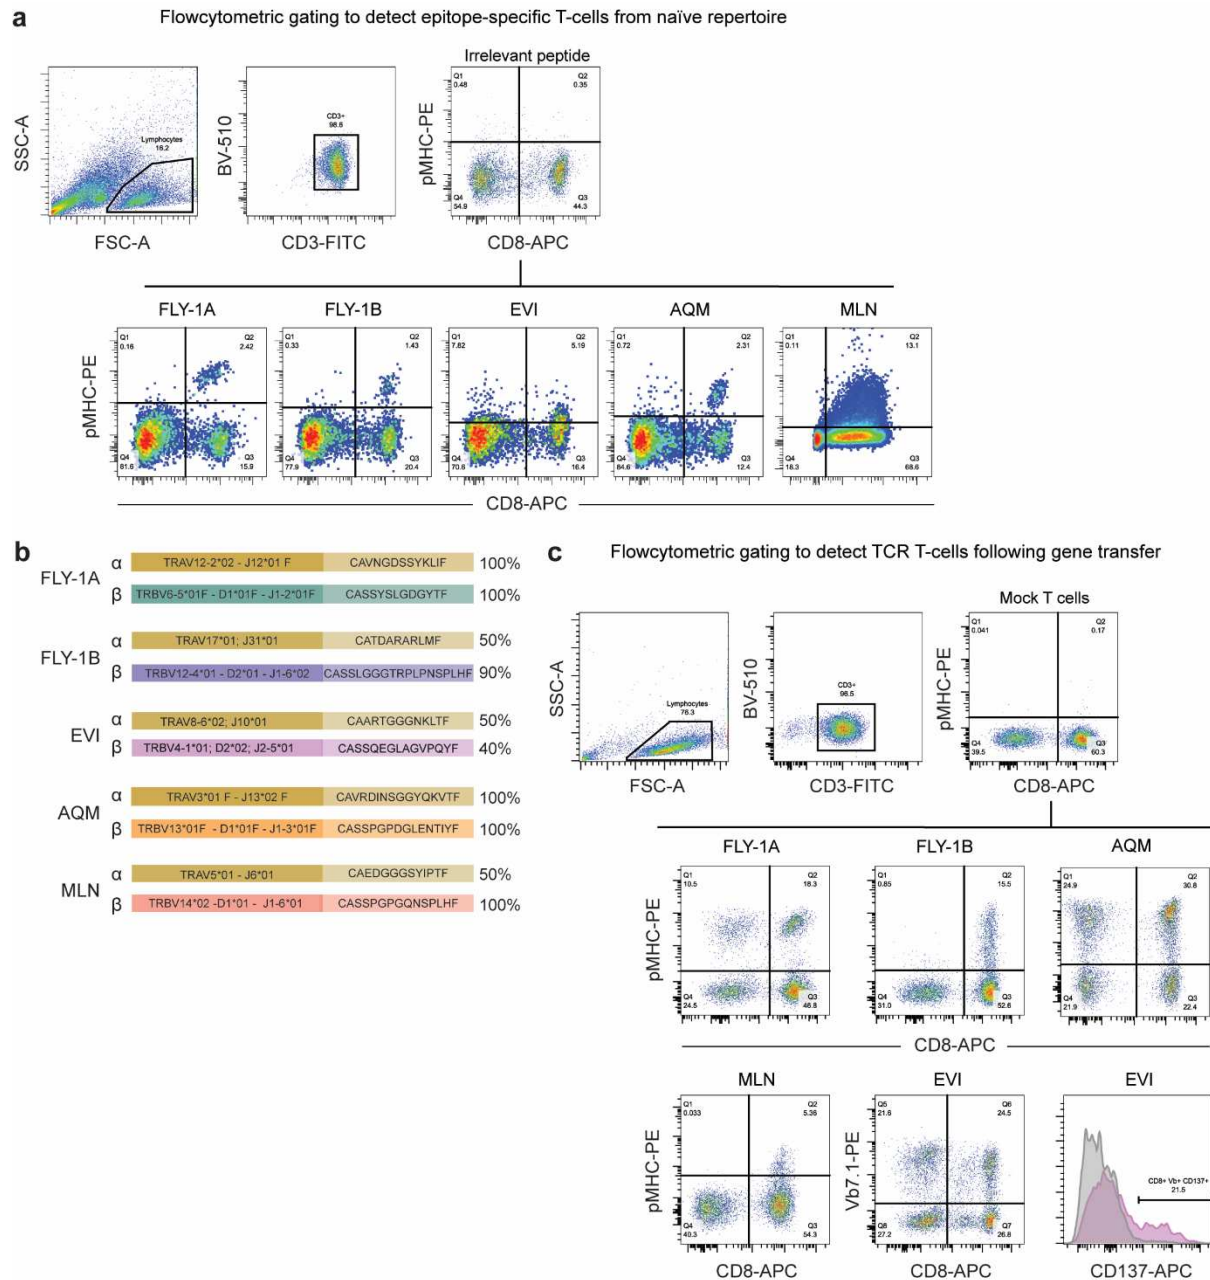 a
Flowcytometric gating to detect epitope-specific T-cells from naïve repertoire
Irrelevant peptide
SSC-A
Lymphocytes
18.2
FSC-A
BV-510
CD3+
98.6
CD3-FITC
pMHC-PE
Q1
0.48
Q2
0.35
Q4
54.9
Q3
44.3
CD8-APC
FLY-1A
FLY-1B
EVI
AQM
MLN
pMHC-PE
Q1
0.16
Q2
2.42
Q4
81.6
Q3
15.9
Q1
0.33
Q2
1.43
Q4
77.9
Q3
20.4
Q1
7.82
Q2
5.19
Q4
70.6
Q3
16.4
Q1
0.72
Q2
2.31
Q4
84.6
Q3
12.4
Q1
0.11
Q2
13.1
Q4
18.3
Q3
68.6
CD8-APC
b
FLY-1A
α TRAV12-2*02 - J12*01 F CAVNGDSSYKLIF 100%
β TRBV6-5*01F - D1*01F - J1-2*01F CASSYSLGDGYTF 100%
FLY-1B
α TRAV17*01; J31*01 CATDARARLMF 50%
β TRBV12-4*01 - D2*01 - J1-6*02 CASSLGGGTRPLPNSPLHF 90%
EVI
α TRAV8-6*02; J10*01 CAARTGGGNKLTF 50%
β TRBV4-1*01; D2*02; J2-5*01 CASSQEGLAGVPQYF 40%
AQM
α TRAV3*01 F - J13*02 F CAVRDINSGGYQKVTF 100%
β TRBV13*01F - D1*01F - J1-3*01F CASSPGPDGLENTIYF 100%
MLN
α TRAV5*01 - J6*01 CAEDGGGSYIPTF 50%
β TRBV14*02 -D1*01 - J1-6*01 CASSPGPGQNSPLHF 100%
c
Flowcytometric gating to detect TCR T-cells following gene transfer
Mock T cells
SSC-A
Lymphocytes
76.3
FSC-A
BV-510
CD3+
98.5
CD3-FITC
pMHC-PE
Q1
0.041
Q2
0.17
Q4
39.5
Q3
60.3
CD8-APC
FLY-1A
FLY-1B
AQM
pMHC-PE
Q1
10.5
Q2
18.3
Q4
24.5
Q3
46.8
Q1
0.85
Q2
15.5
Q4
31.0
Q3
52.6
Q1
24.9
Q2
30.8
Q4
21.9
Q3
22.4
CD8-APC
MLN
EVI
EVI
pMHC-PE
Q1
0.033
Q2
5.36
Q4
40.3
Q3
54.3
CD8-APC
Vb7.1-PE
Q5
21.6
Q6
24.5
Q8
27.2
Q7
26.8
CD8-APC
CD8+ Vb+ CD137+
21.5
CD137-APC